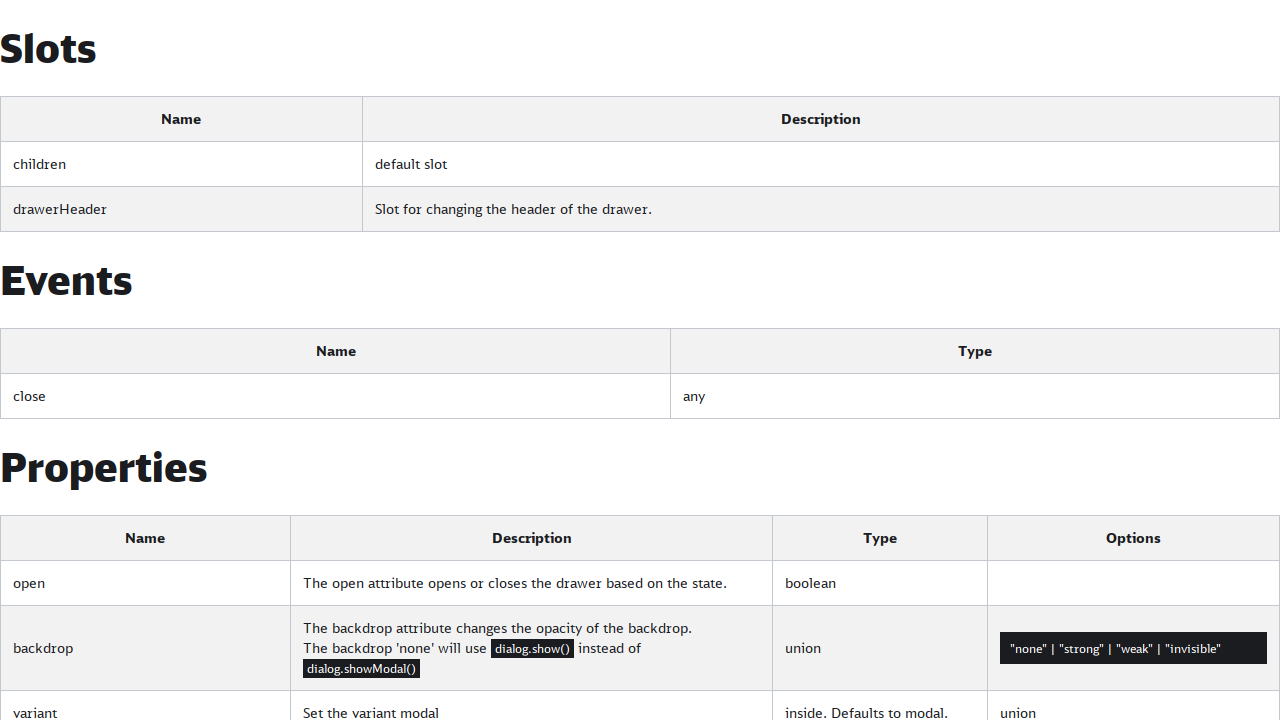 Slots
Name Description
children default slot
drawerHeader Slot for changing the header of the drawer.
Events
Name Type
close any
Properties
Name Description Type Options
open The open attribute opens or closes the drawer based on the state. boolean
backdrop The backdrop attribute changes the opacity of the backdrop.
The backdrop 'none' will use dialog.show() instead of
dialog.showModal() union "none" | "strong" | "weak" | "invisible"
variant Set the variant modal inside. Defaults to modal. union